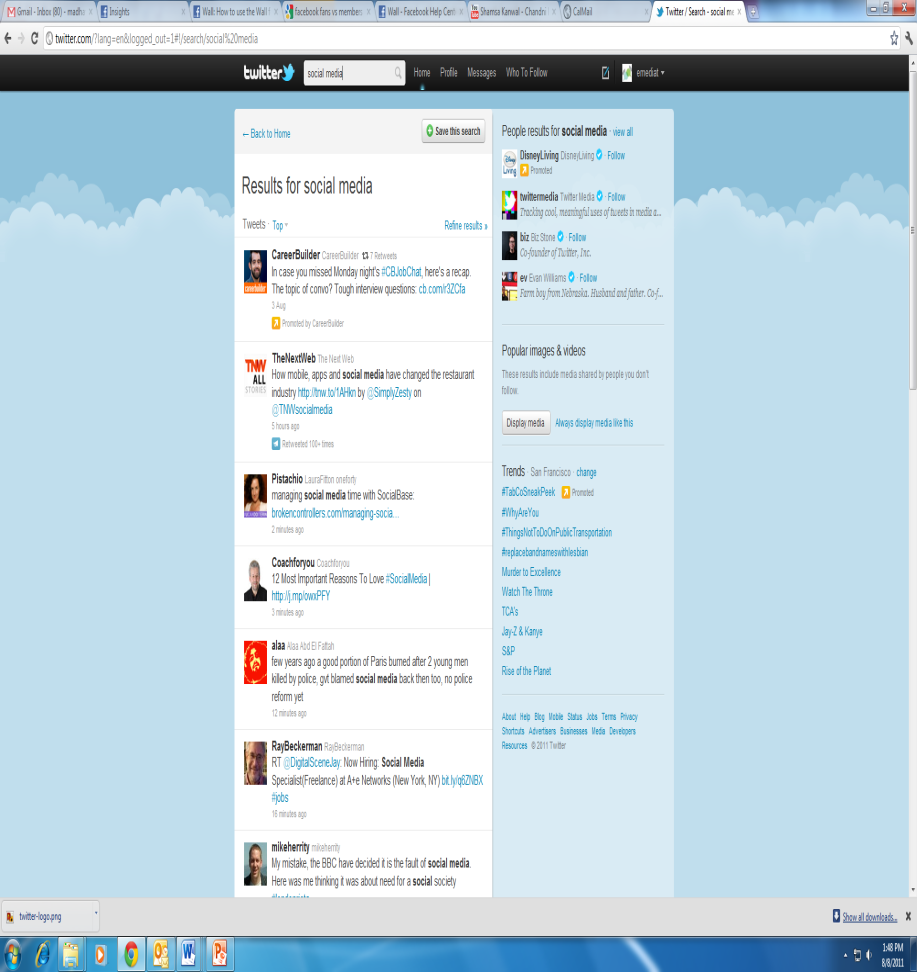 Gmail - Inbox (80) - madha
Insights
Wall: How to use the Wall f
facebook fans vs members
Wall - Facebook Help Cent
Shamsa Kanwal - Chandni
CalMail
Twitter / Search - social me
twitter.com/?lang=en&logged_out=1#!/search/social%20media
twitter
social media
Home
Profile
Messages
Who To Follow
emediat
← Back to Home
Save this search
Results for social media
Tweets · Top
Refine results »
CareerBuilder CareerBuilder 7 Retweets
In case you missed Monday night's #CBJobChat, here's a recap.
The topic of convo? Tough interview questions: cb.com/r3ZCfa
3 Aug
Promoted by CareerBuilder
TNW
ALL
STORIES
TheNextWeb The Next Web
How mobile, apps and social media have changed the restaurant
industry http://tnw.to/1AHkn by @SimplyZesty on
@TNWsocialmedia
5 hours ago
Retweeted 100+ times
Pistachio LauraFitton oneforty
managing social media time with SocialBase:
brokencontrollers.com/managing-socia...
2 minutes ago
Coachforyou Coachforyou
12 Most Important Reasons To Love #SocialMedia |
http://j.mp/owxPFY
3 minutes ago
alaa Alaa Abd El Fattah
few years ago a good portion of Paris burned after 2 young men
killed by police, gvt blamed social media back then too, no police
reform yet
12 minutes ago
RayBeckerman RayBeckerman
RT @DigitalSceneJay: Now Hiring: Social Media
Specialist(Freelance) at A+e Networks (New York, NY) bit.ly/q6ZNBX
#jobs
16 minutes ago
mikeherrity mikeherrity
My mistake, the BBC have decided it is the fault of social media.
Here was me thinking it was about need for a social society
People results for social media · view all
Disney
Living
DisneyLiving DisneyLiving · Follow
Promoted
twittermedia Twitter Media · Follow
Tracking cool, meaningful uses of tweets in media a...
biz Biz Stone · Follow
Co-founder of Twitter, Inc.
ev Evan Williams · Follow
Farm boy from Nebraska. Husband and father. Co-f...
Popular images & videos
These results include media shared by people you don't
follow.
Display media
Always display media like this
Trends · San Francisco · change
#TabCoSneakPeek Promoted
#WhyAreYou
#ThingsNotToDoOnPublicTransportation
#replacebandnameswithlesbian
Murder to Excellence
Watch The Throne
TCA's
Jay-Z & Kanye
S&P
Rise of the Planet
About Help Blog Mobile Status Jobs Terms Privacy
Shortcuts Advertisers Businesses Media Developers
Resources © 2011 Twitter
twitter-logo.png
Show all downloads...
1:48 PM
8/8/2011